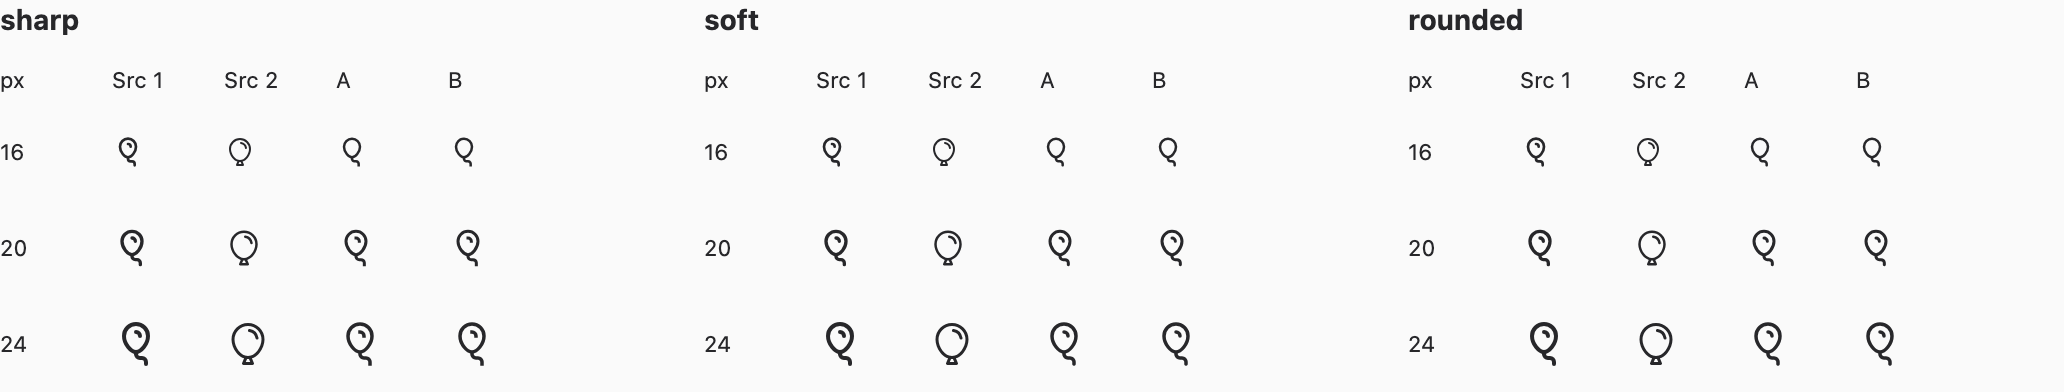 sharp soft rounded
px Src 1 Src 2 A B px Src 1 Src 2 A B px Src 1 Src 2 A B
16 16 16
20 20 20
24 24 24